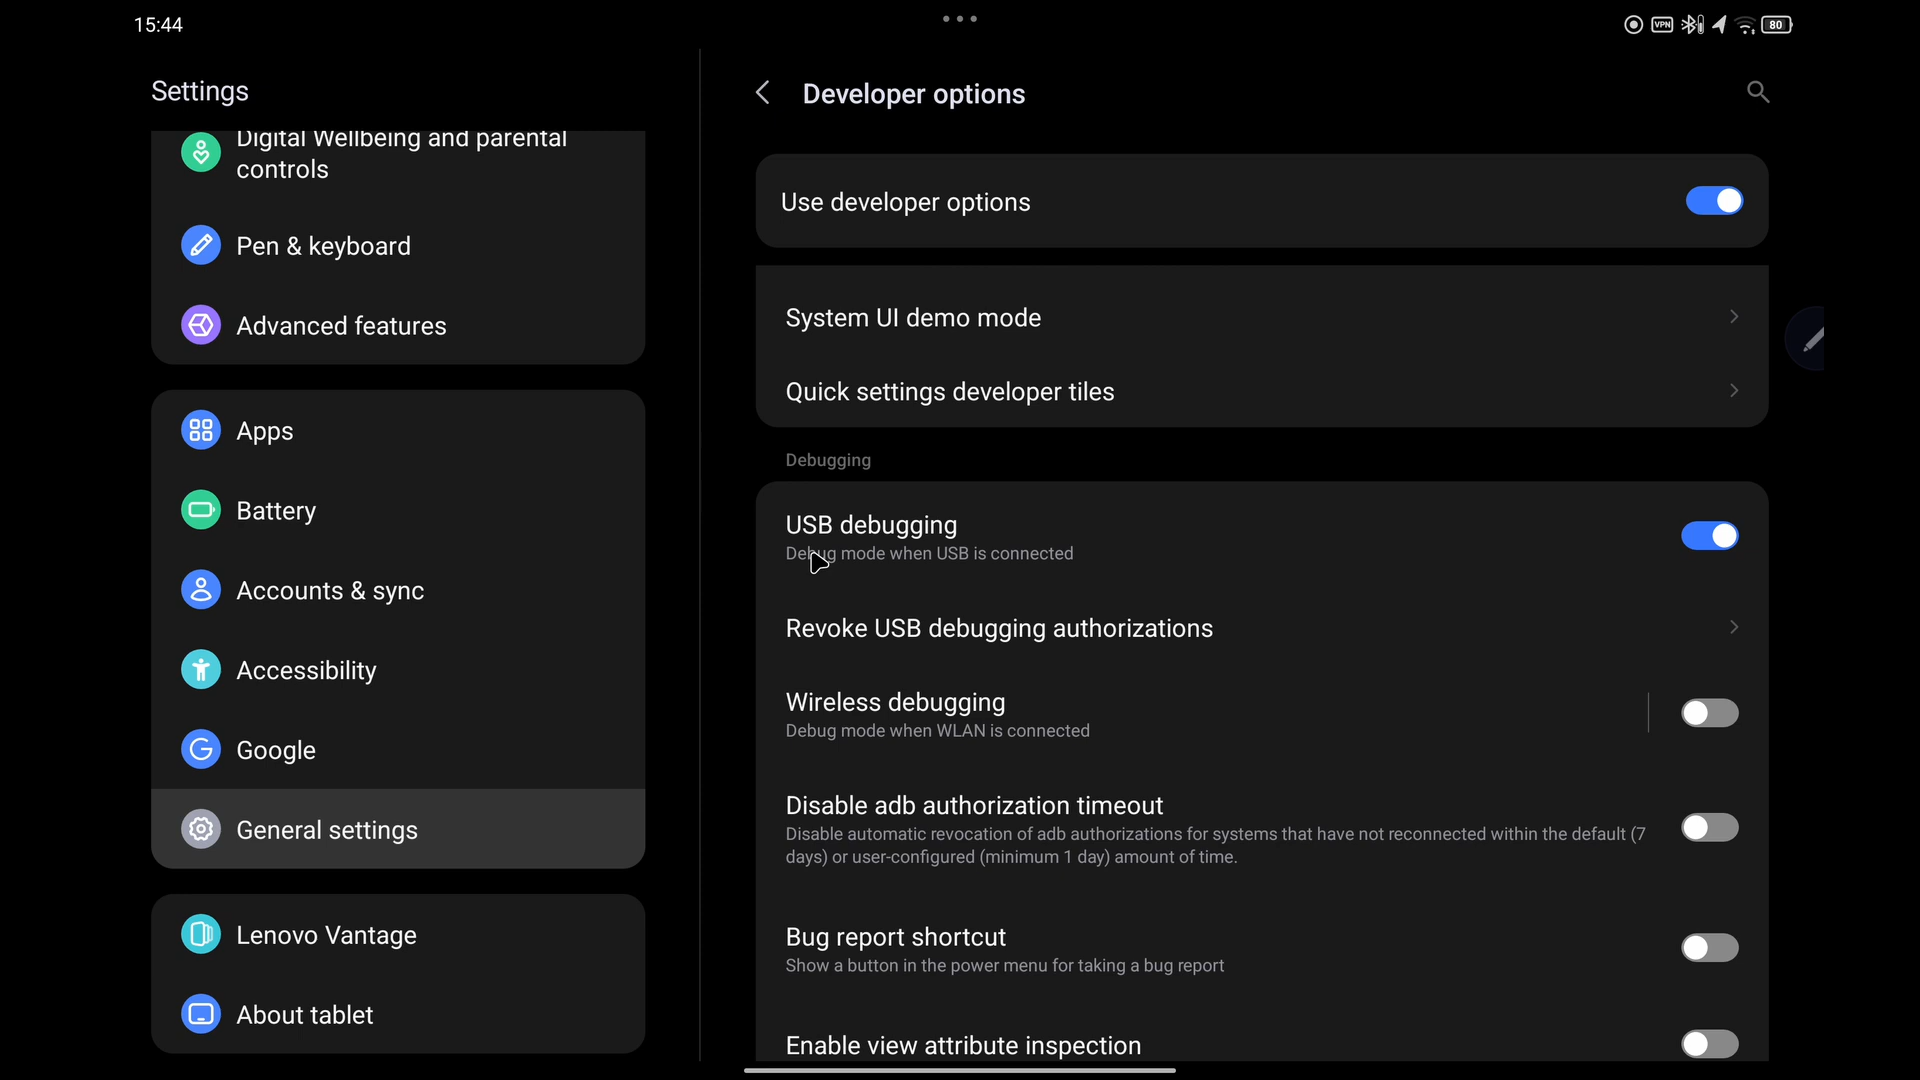 15:44
VPN
80
Settings
Digital Wellbeing and parental
controls
Pen & keyboard
Advanced features
Apps
Battery
Accounts & sync
Accessibility
Google
General settings
Lenovo Vantage
About tablet
Developer options
Use developer options
System UI demo mode
Quick settings developer tiles
Debugging
USB debugging
Debug mode when USB is connected
Revoke USB debugging authorizations
Wireless debugging
Debug mode when WLAN is connected
Disable adb authorization timeout
Disable automatic revocation of adb authorizations for systems that have not reconnected within the default (7
days) or user-configured (minimum 1 day) amount of time.
Bug report shortcut
Show a button in the power menu for taking a bug report
Enable view attribute inspection